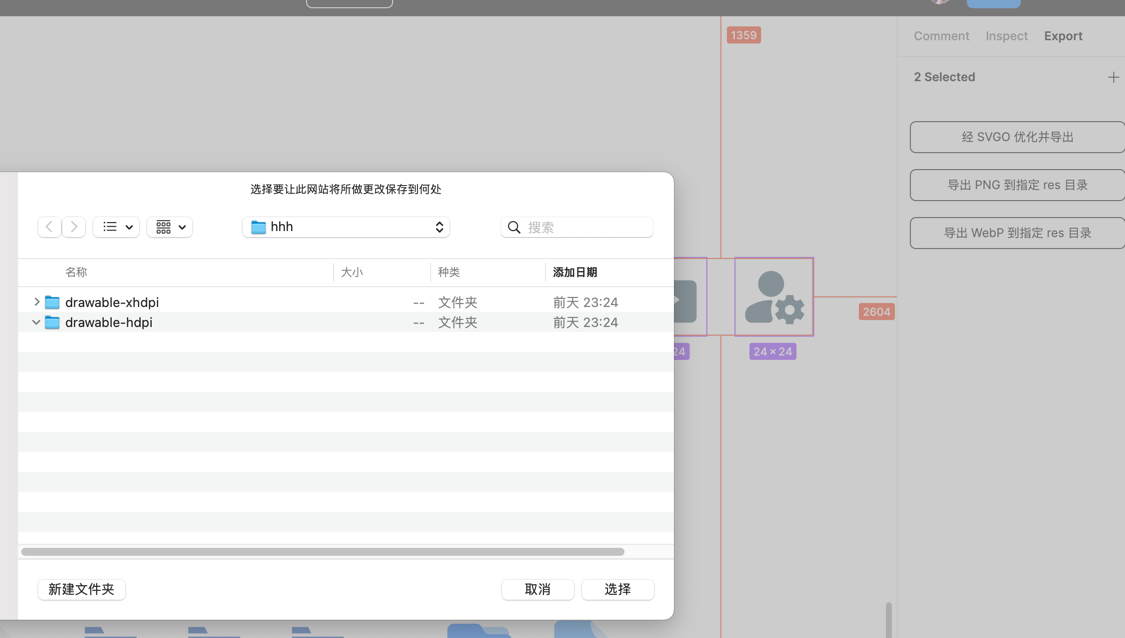 1359
Comment Inspect Export
2 Selected
经 SVGO 优化并导出
导出 PNG 到指定 res 目录
导出 WebP 到指定 res 目录
选择要让此网站将所做更改保存到何处
hhh
搜索
名称 大小 种类 添加日期
drawable-xhdpi -- 文件夹 前天 23:24
drawable-hdpi -- 文件夹 前天 23:24
2604
24
24 × 24
新建文件夹 取消 选择